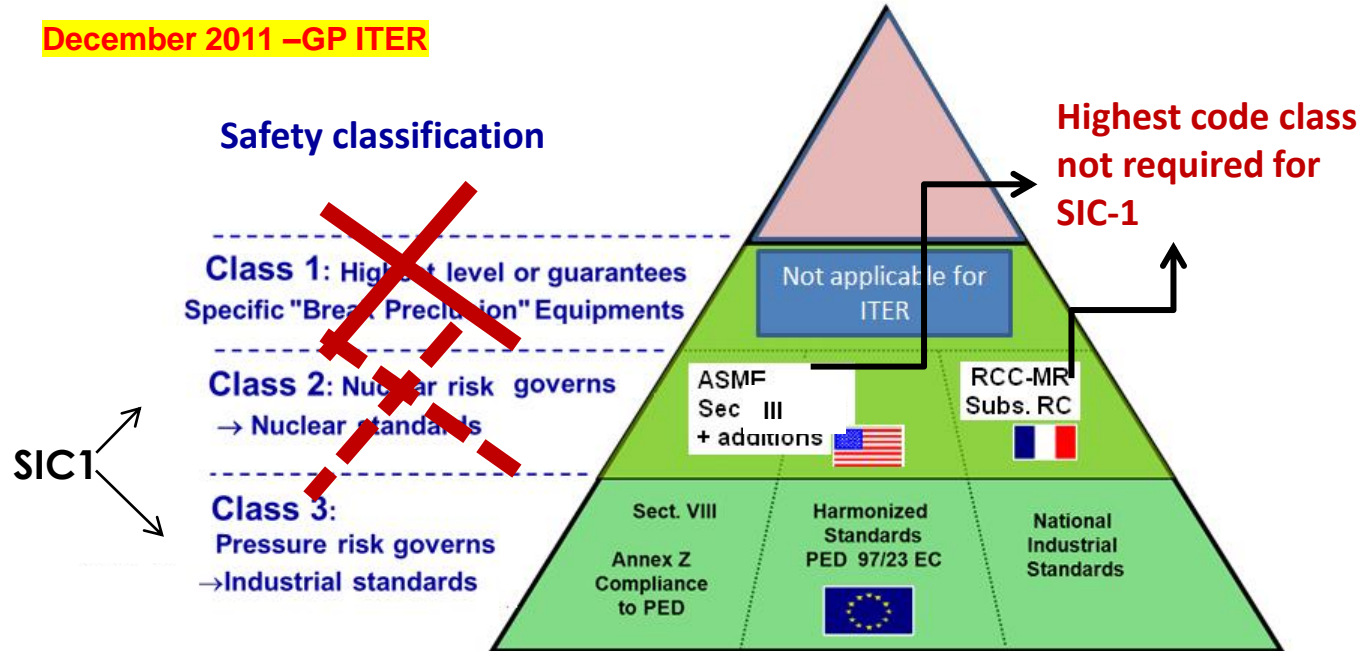 December 2011 –GP ITER
Safety classification
Highest code class
not required for
SIC-1
Class 1: Highest level or guarantees
Specific "Break Preclusion" Equipments
Not applicable for
ITER
Class 2: Nuclear risk governs
→ Nuclear standards
ASME
Sec III
+ additions
RCC-MR
Subs. RC
SIC1
Class 3:
Pressure risk governs
→Industrial standards
Sect. VIII
Annex Z
Compliance
to PED
Harmonized
Standards
PED 97/23 EC
National
Industrial
Standards